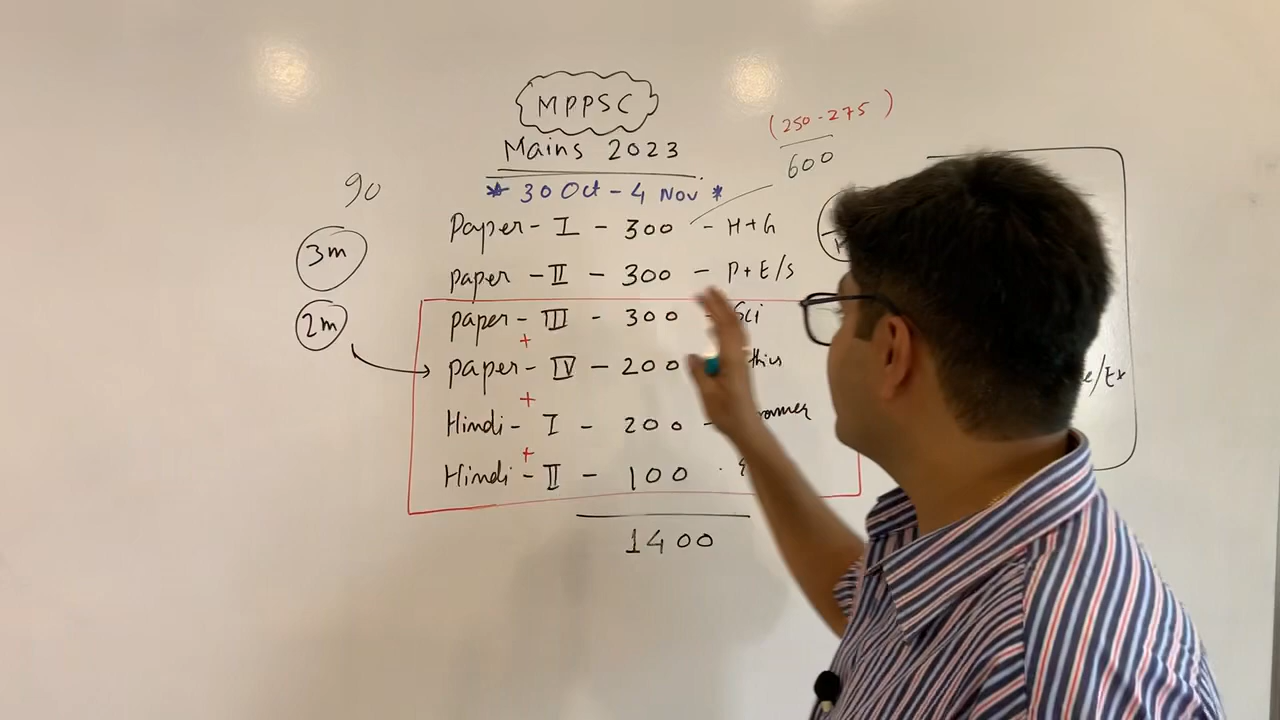 MPPSC
Mains 2023
* 30 Oct - 4 Nov *
(250-275)
600
90
3m
2m
Paper - I - 300 - H+G
Paper - II - 300 - P+E/s
Paper - III - 300 - Sci
+
Paper - IV - 200
+
Hindi - I - 200 -
+
Hindi - II - 100
1400